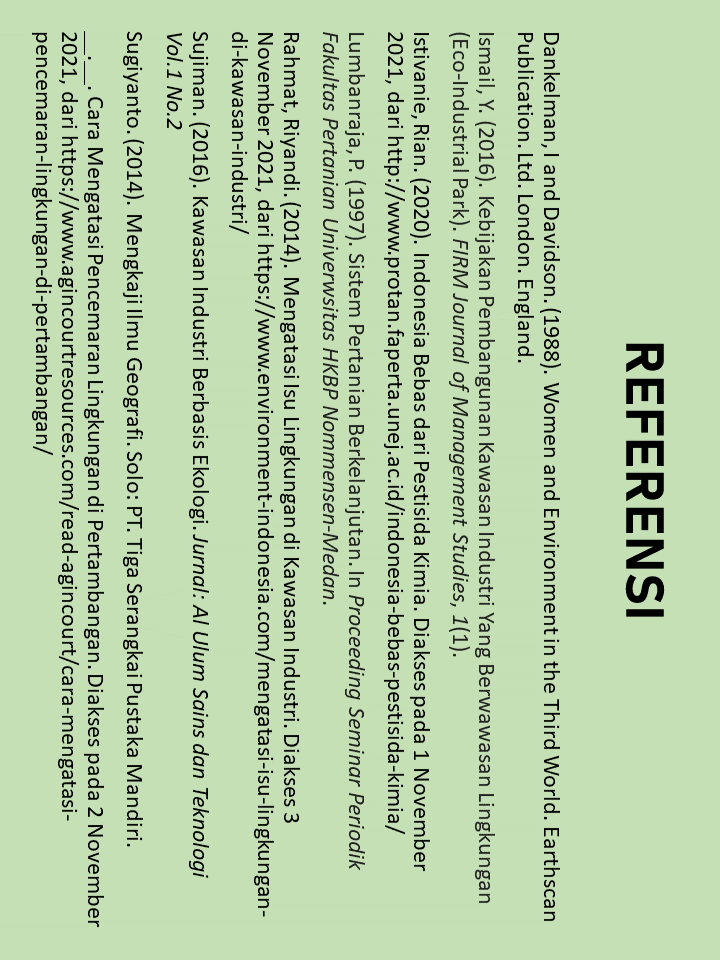 REFERENSI
Dankelman, I and Davidson. (1988). Women and Environment in the Third World. Earthscan
Publication. Ltd. London. England.
Ismail, Y. (2016). Kebijakan Pembangunan Kawasan Industri Yang Berwawasan Lingkungan
(Eco-Industrial Park). FIRM Journal of Management Studies, 1(1).
Istivanie, Rian. (2020). Indonesia Bebas dari Pestisida Kimia. Diakses pada 1 November
2021, dari http://www.protan.faperta.unej.ac.id/indonesia-bebas-pestisida-kimia/
Lumbanraja, P. (1997). Sistem Pertanian Berkelanjutan. In Proceeding Seminar Periodik
Fakultas Pertanian Univerwsitas HKBP Nommensen-Medan.
Rahmat, Riyandi. (2014). Mengatasi Isu Lingkungan di Kawasan Industri. Diakses 3
November 2021, dari https://www.environment-indonesia.com/mengatasi-isu-lingkungan-
di-kawasan-industri/
Sujiman. (2016). Kawasan Industri Berbasis Ekologi. Jurnal: Al Ulum Sains dan Teknologi
Vol.1 No.2
Sugiyanto. (2014). Mengkaji Ilmu Geografi. Solo: PT. Tiga Serangkai Pustaka Mandiri.
__.__. Cara Mengatasi Pencemaran Lingkungan di Pertambangan. Diakses pada 2 November
2021, dari https://www.agincourtresources.com/read-agincourt/cara-mengatasi-
pencemaran-lingkungan-di-pertambangan/